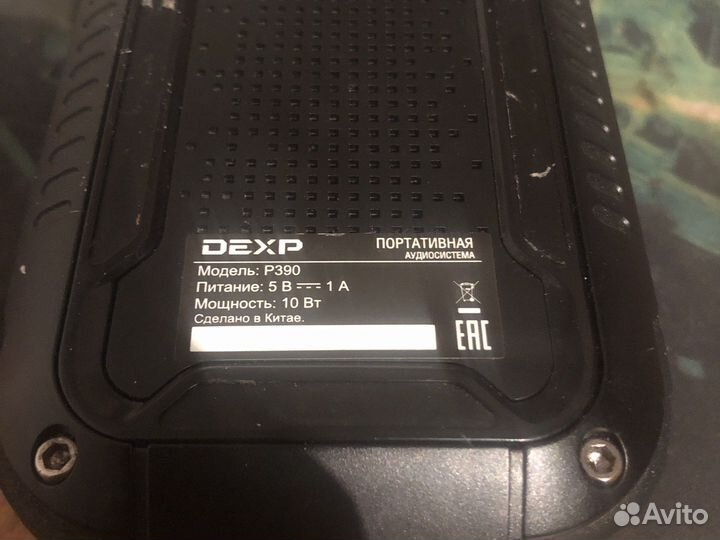 DEXP
ПОРТАТИВНАЯ
АУДИОСИСТЕМА
Модель: P390
Питание: 5 В ⎓ 1 А
Мощность: 10 Вт
Сделано в Китае.
EAC
Avito